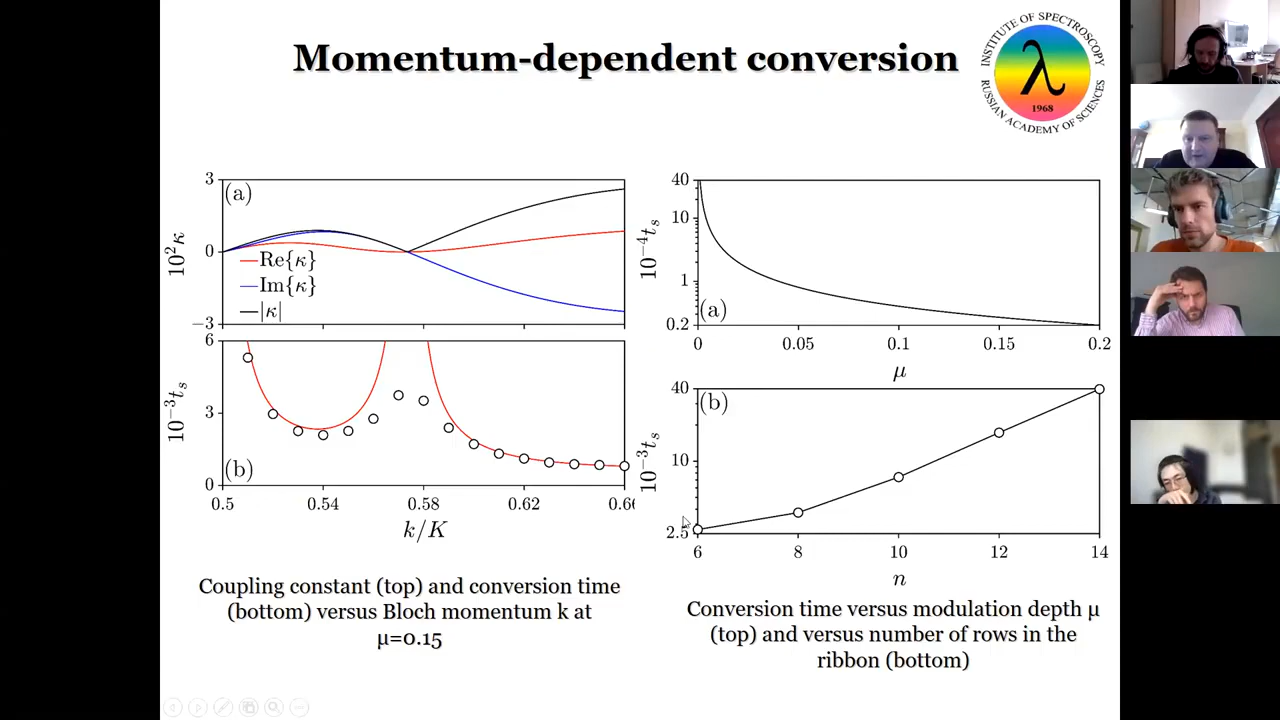 Momentum-dependent conversion
INSTITUTE OF SPECTROSCOPY
RUSSIAN ACADEMY OF SCIENCES
λ
1968
3
0
−3
10²κ
(a)
Re{κ}
Im{κ}
|κ|
6
3
0
10⁻³tₛ
(b)
0.5 0.54 0.58 0.62 0.66
k/K
Coupling constant (top) and conversion time
(bottom) versus Bloch momentum k at
μ=0.15
40
10
1
0.2
10⁻⁴tₛ
(a)
0 0.05 0.1 0.15 0.2
μ
40
10
2.5
10⁻³tₛ
(b)
6 8 10 12 14
n
Conversion time versus modulation depth μ
(top) and versus number of rows in the
ribbon (bottom)